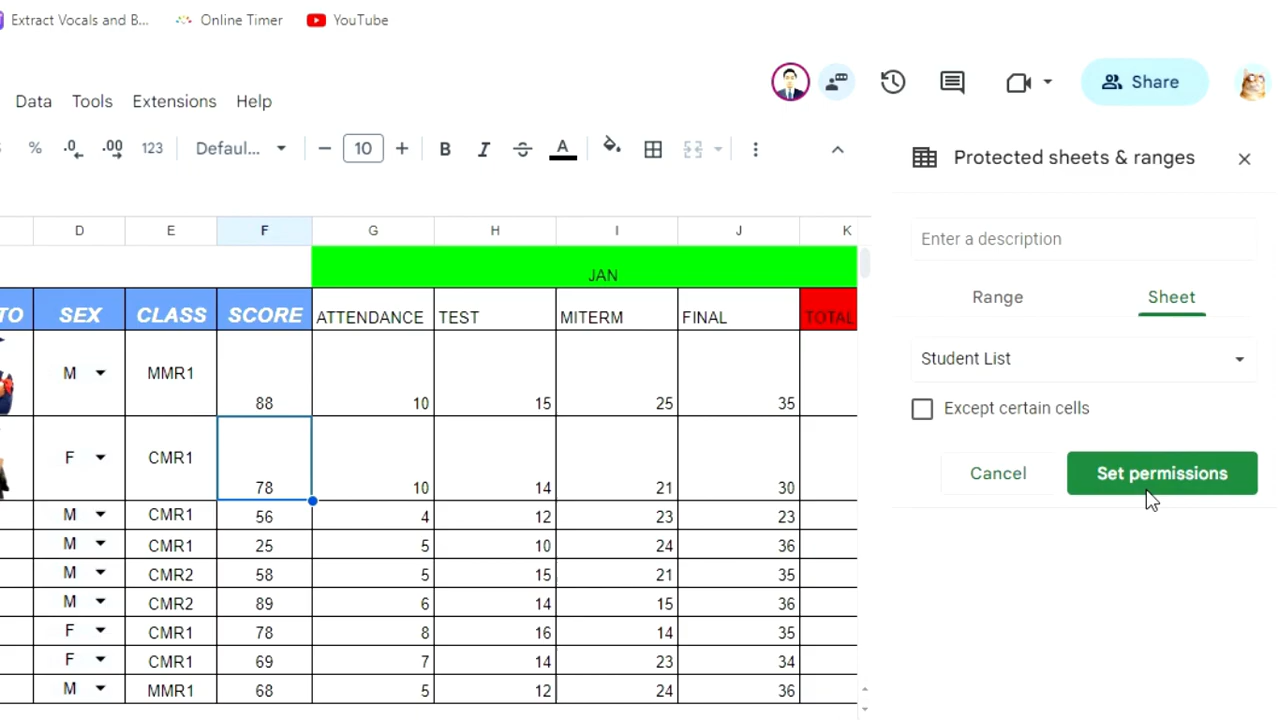 Extract Vocals and B... Online Timer YouTube
Data Tools Extensions Help
Share
% .0 .00 123 Defaul... − 10 + B I A
Protected sheets & ranges
Enter a description
Range Sheet
Student List
Except certain cells
Cancel Set permissions
D E F G H I J K
JAN
TO SEX CLASS SCORE ATTENDANCE TEST MITERM FINAL TOTAL
M MMR1 88 10 15 25 35
F CMR1 78 10 14 21 30
M CMR1 56 4 12 23 23
M CMR1 25 5 10 24 36
M CMR2 58 5 15 21 35
M CMR2 89 6 14 15 36
F CMR1 78 8 16 14 35
F CMR1 69 7 14 23 34
M MMR1 68 5 12 24 36